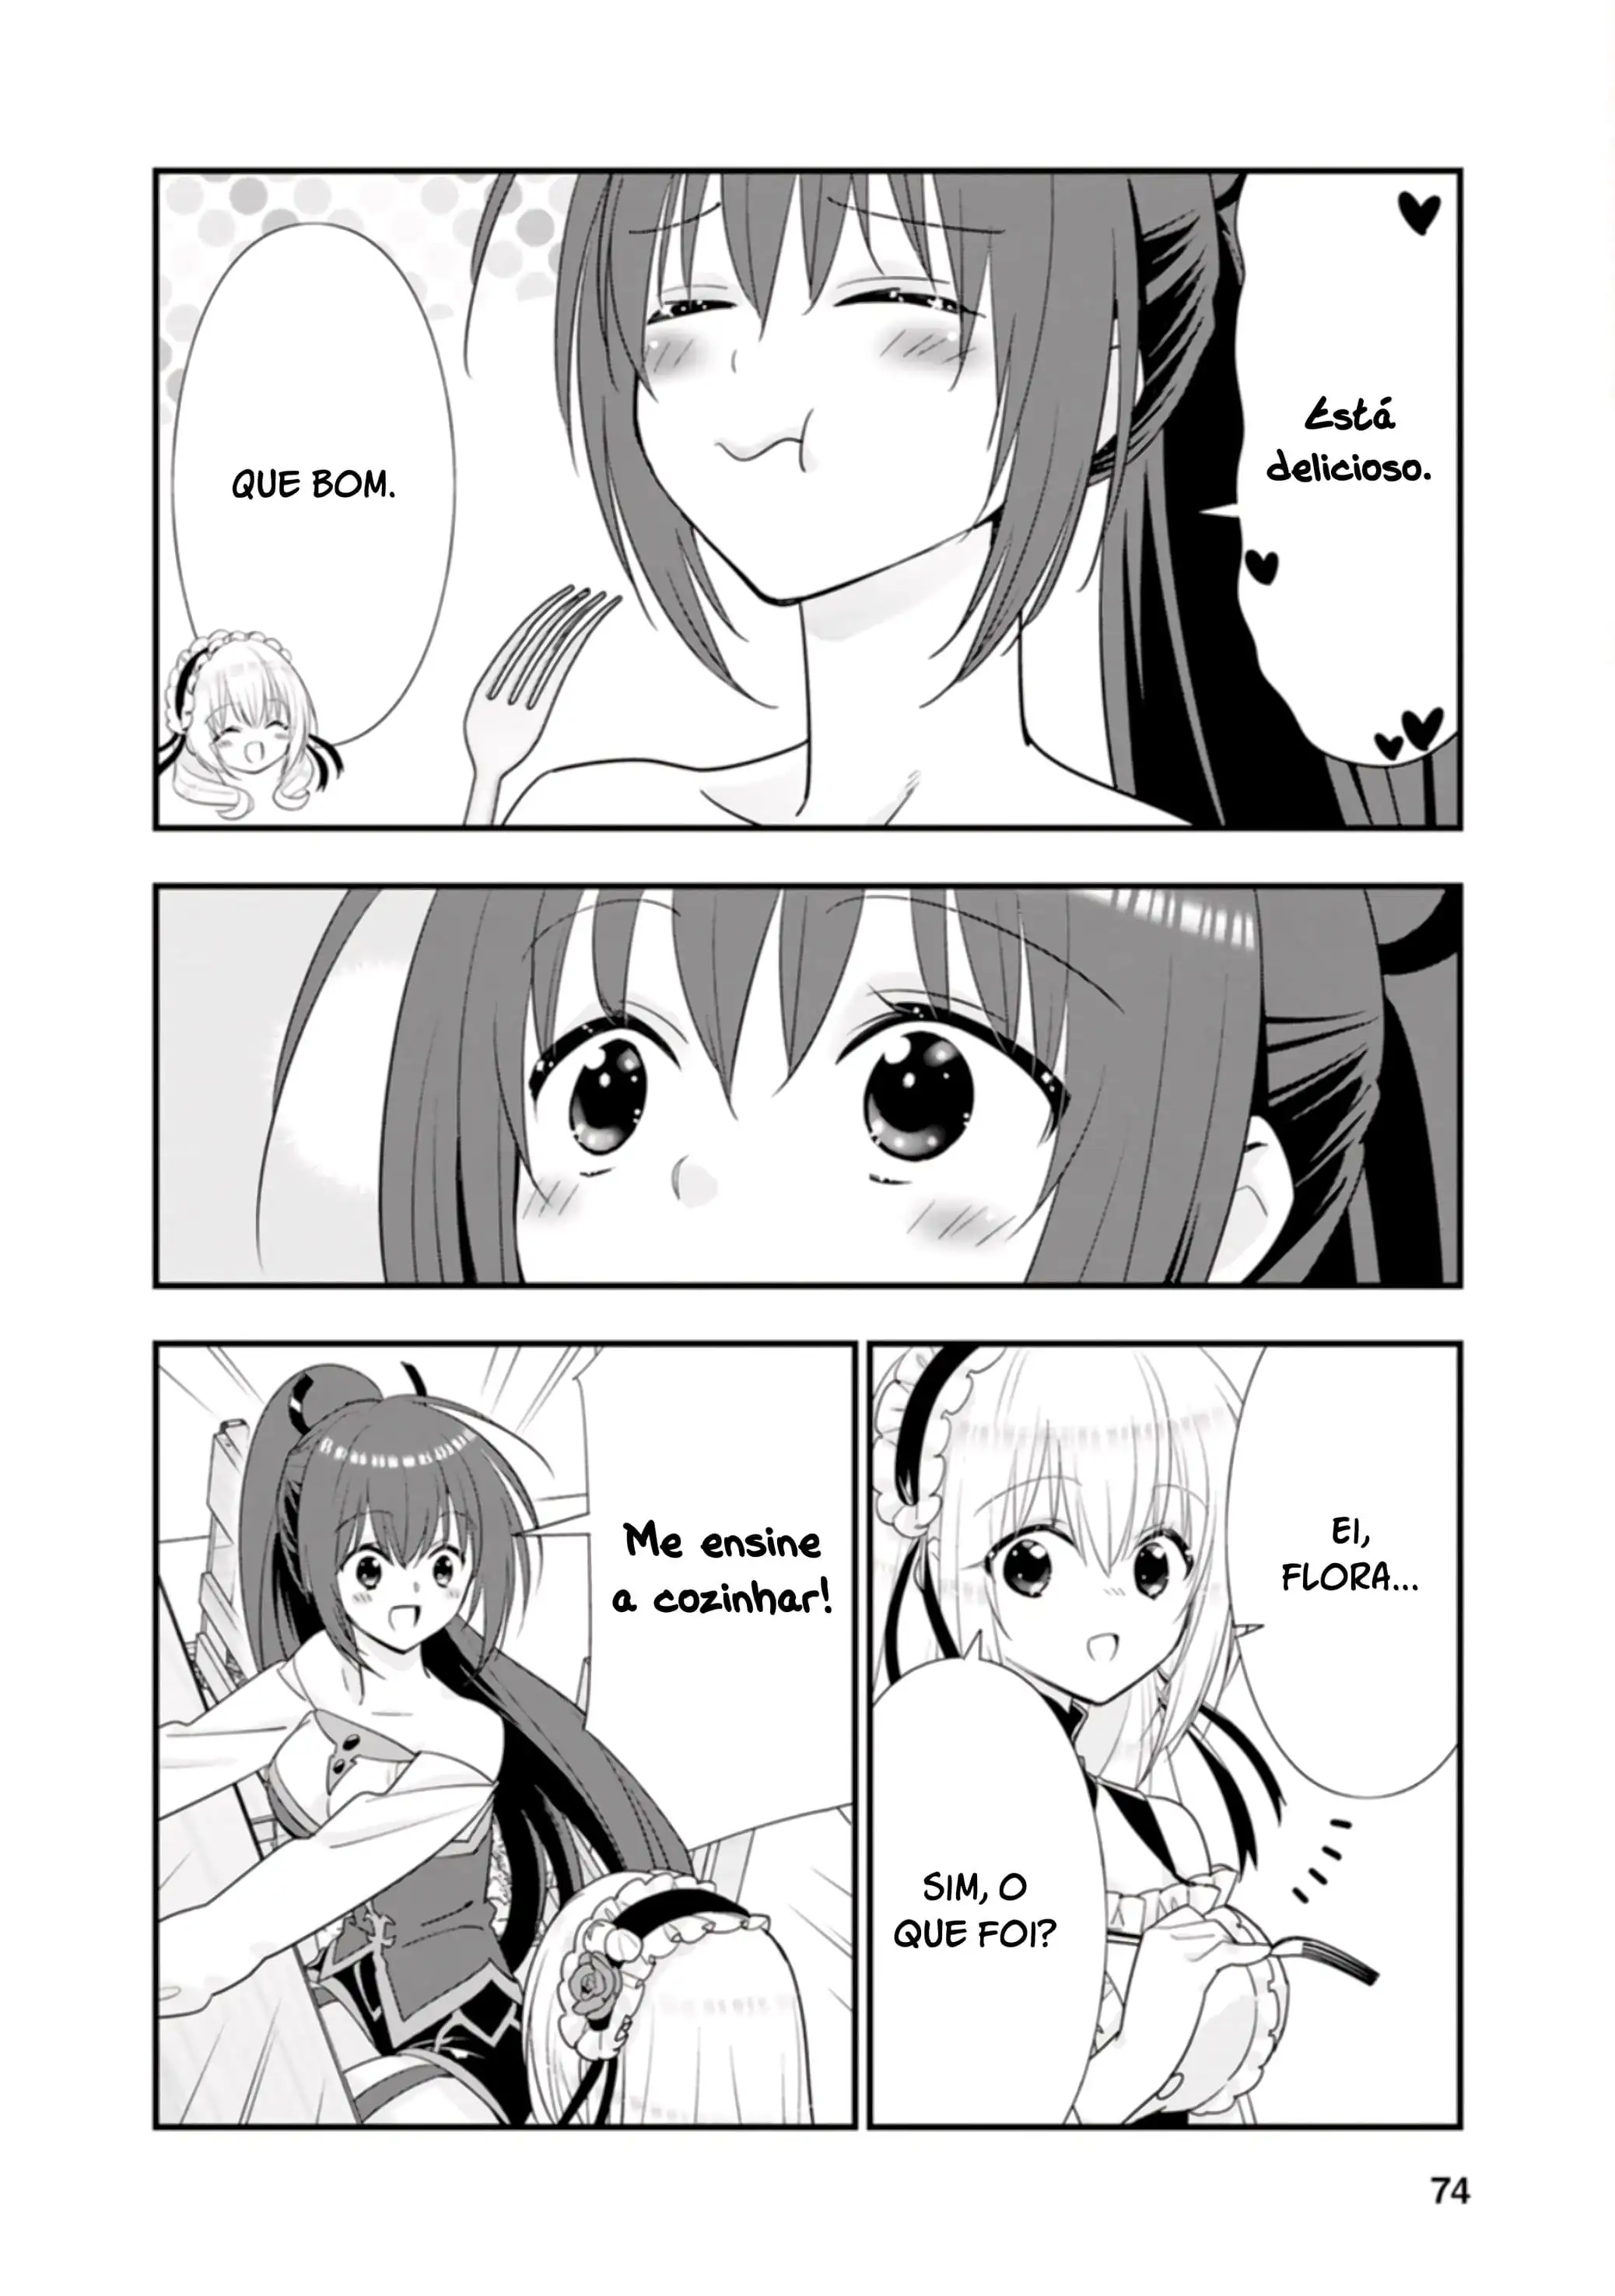 Está
delicioso.
QUE BOM.
EI,
FLORA...
SIM, O
QUE FOI?
Me ensine
a cozinhar!
74